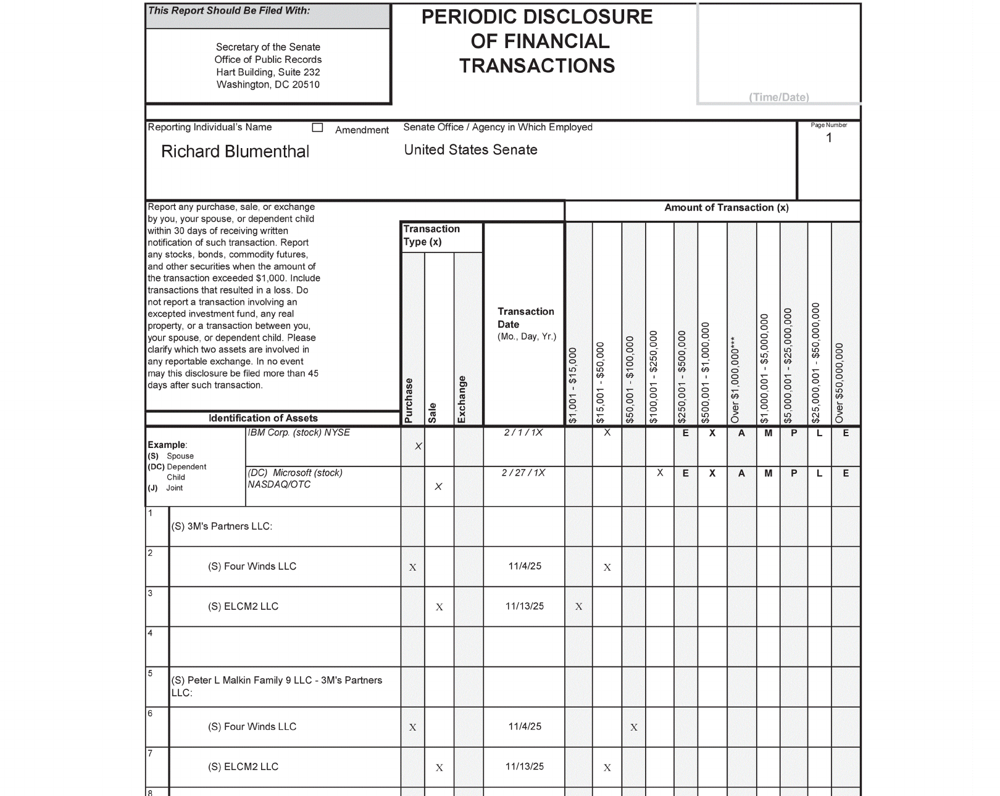 This Report Should Be Filed With:
Secretary of the Senate
Office of Public Records
Hart Building, Suite 232
Washington, DC 20510
PERIODIC DISCLOSURE
OF FINANCIAL
TRANSACTIONS
(Time/Date)
Reporting Individual's Name
Amendment
Richard Blumenthal
Senate Office / Agency in Which Employed
United States Senate
Page Number
1
Report any purchase, sale, or exchange
by you, your spouse, or dependent child
within 30 days of receiving written
notification of such transaction. Report
any stocks, bonds, commodity futures,
and other securities when the amount of
the transaction exceeded $1,000. Include
transactions that resulted in a loss. Do
not report a transaction involving an
excepted investment fund, any real
property, or a transaction between you,
your spouse, or dependent child. Please
clarify which two assets are involved in
any reportable exchange. In no event
may this disclosure be filed more than 45
days after such transaction.
Identification of Assets
Transaction
Type (x)
Purchase
Sale
Exchange
Transaction
Date
(Mo., Day, Yr.)
Amount of Transaction (x)
$1,001 - $15,000
$15,001 - $50,000
$50,001 - $100,000
$100,001 - $250,000
$250,001 - $500,000
$500,001 - $1,000,000
Over $1,000,000***
$1,000,001 - $5,000,000
$5,000,001 - $25,000,000
$25,000,001 - $50,000,000
Over $50,000,000
Example:
(S) Spouse
(DC) Dependent
Child
(J) Joint
IBM Corp. (stock) NYSE X 2 / 1 / 1X X E X A M P L E
(DC) Microsoft (stock)
NASDAQ/OTC X 2 / 27 / 1X X E X A M P L E
1 (S) 3M's Partners LLC:
2 (S) Four Winds LLC X 11/4/25 X
3 (S) ELCM2 LLC X 11/13/25 X
4
5 (S) Peter L Malkin Family 9 LLC - 3M's Partners
LLC:
6 (S) Four Winds LLC X 11/4/25 X
7 (S) ELCM2 LLC X 11/13/25 X
8